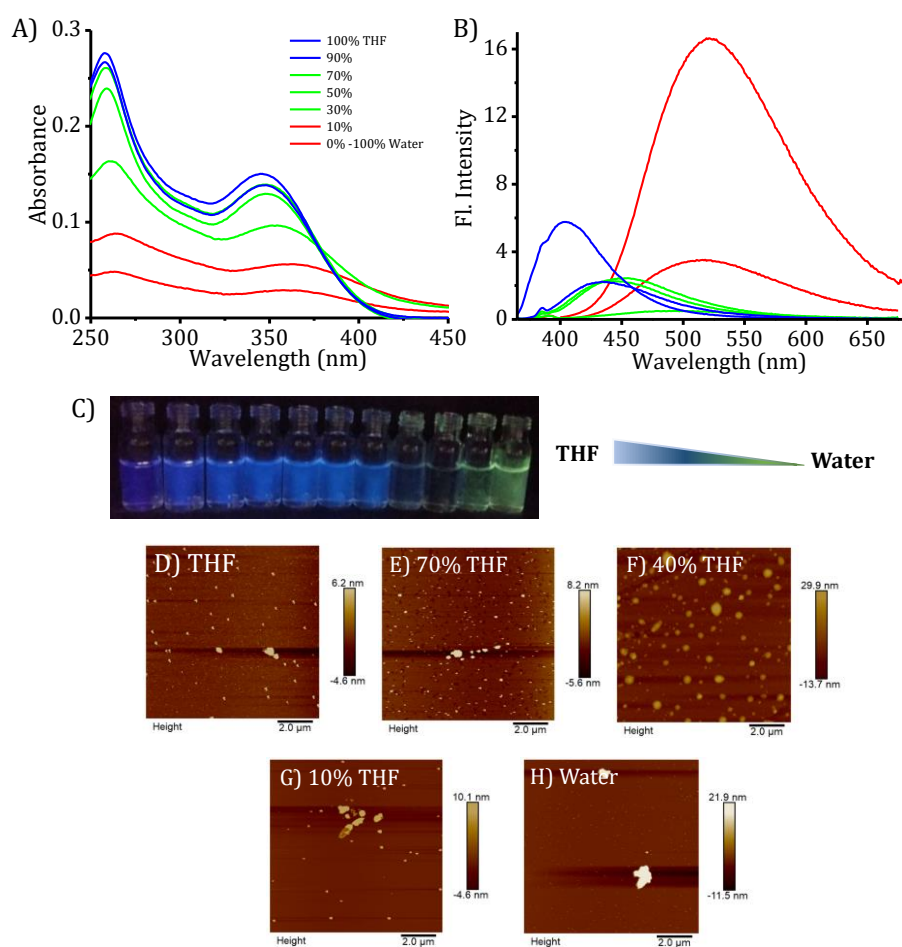 A)
Absorbance
0.3
0.2
0.1
0.0
250
300
350
400
450
Wavelength (nm)
100% THF
90%
70%
50%
30%
10%
0% -100% Water
B)
Fl. Intensity
16
12
8
4
0
400
450
500
550
600
650
Wavelength (nm)
C)
THF
Water
D) THF
6.2 nm
-4.6 nm
Height
2.0 µm
E) 70% THF
8.2 nm
-5.6 nm
Height
2.0 µm
F) 40% THF
29.9 nm
-13.7 nm
Height
2.0 µm
G) 10% THF
10.1 nm
-4.6 nm
Height
2.0 µm
H) Water
21.9 nm
-11.5 nm
Height
2.0 µm